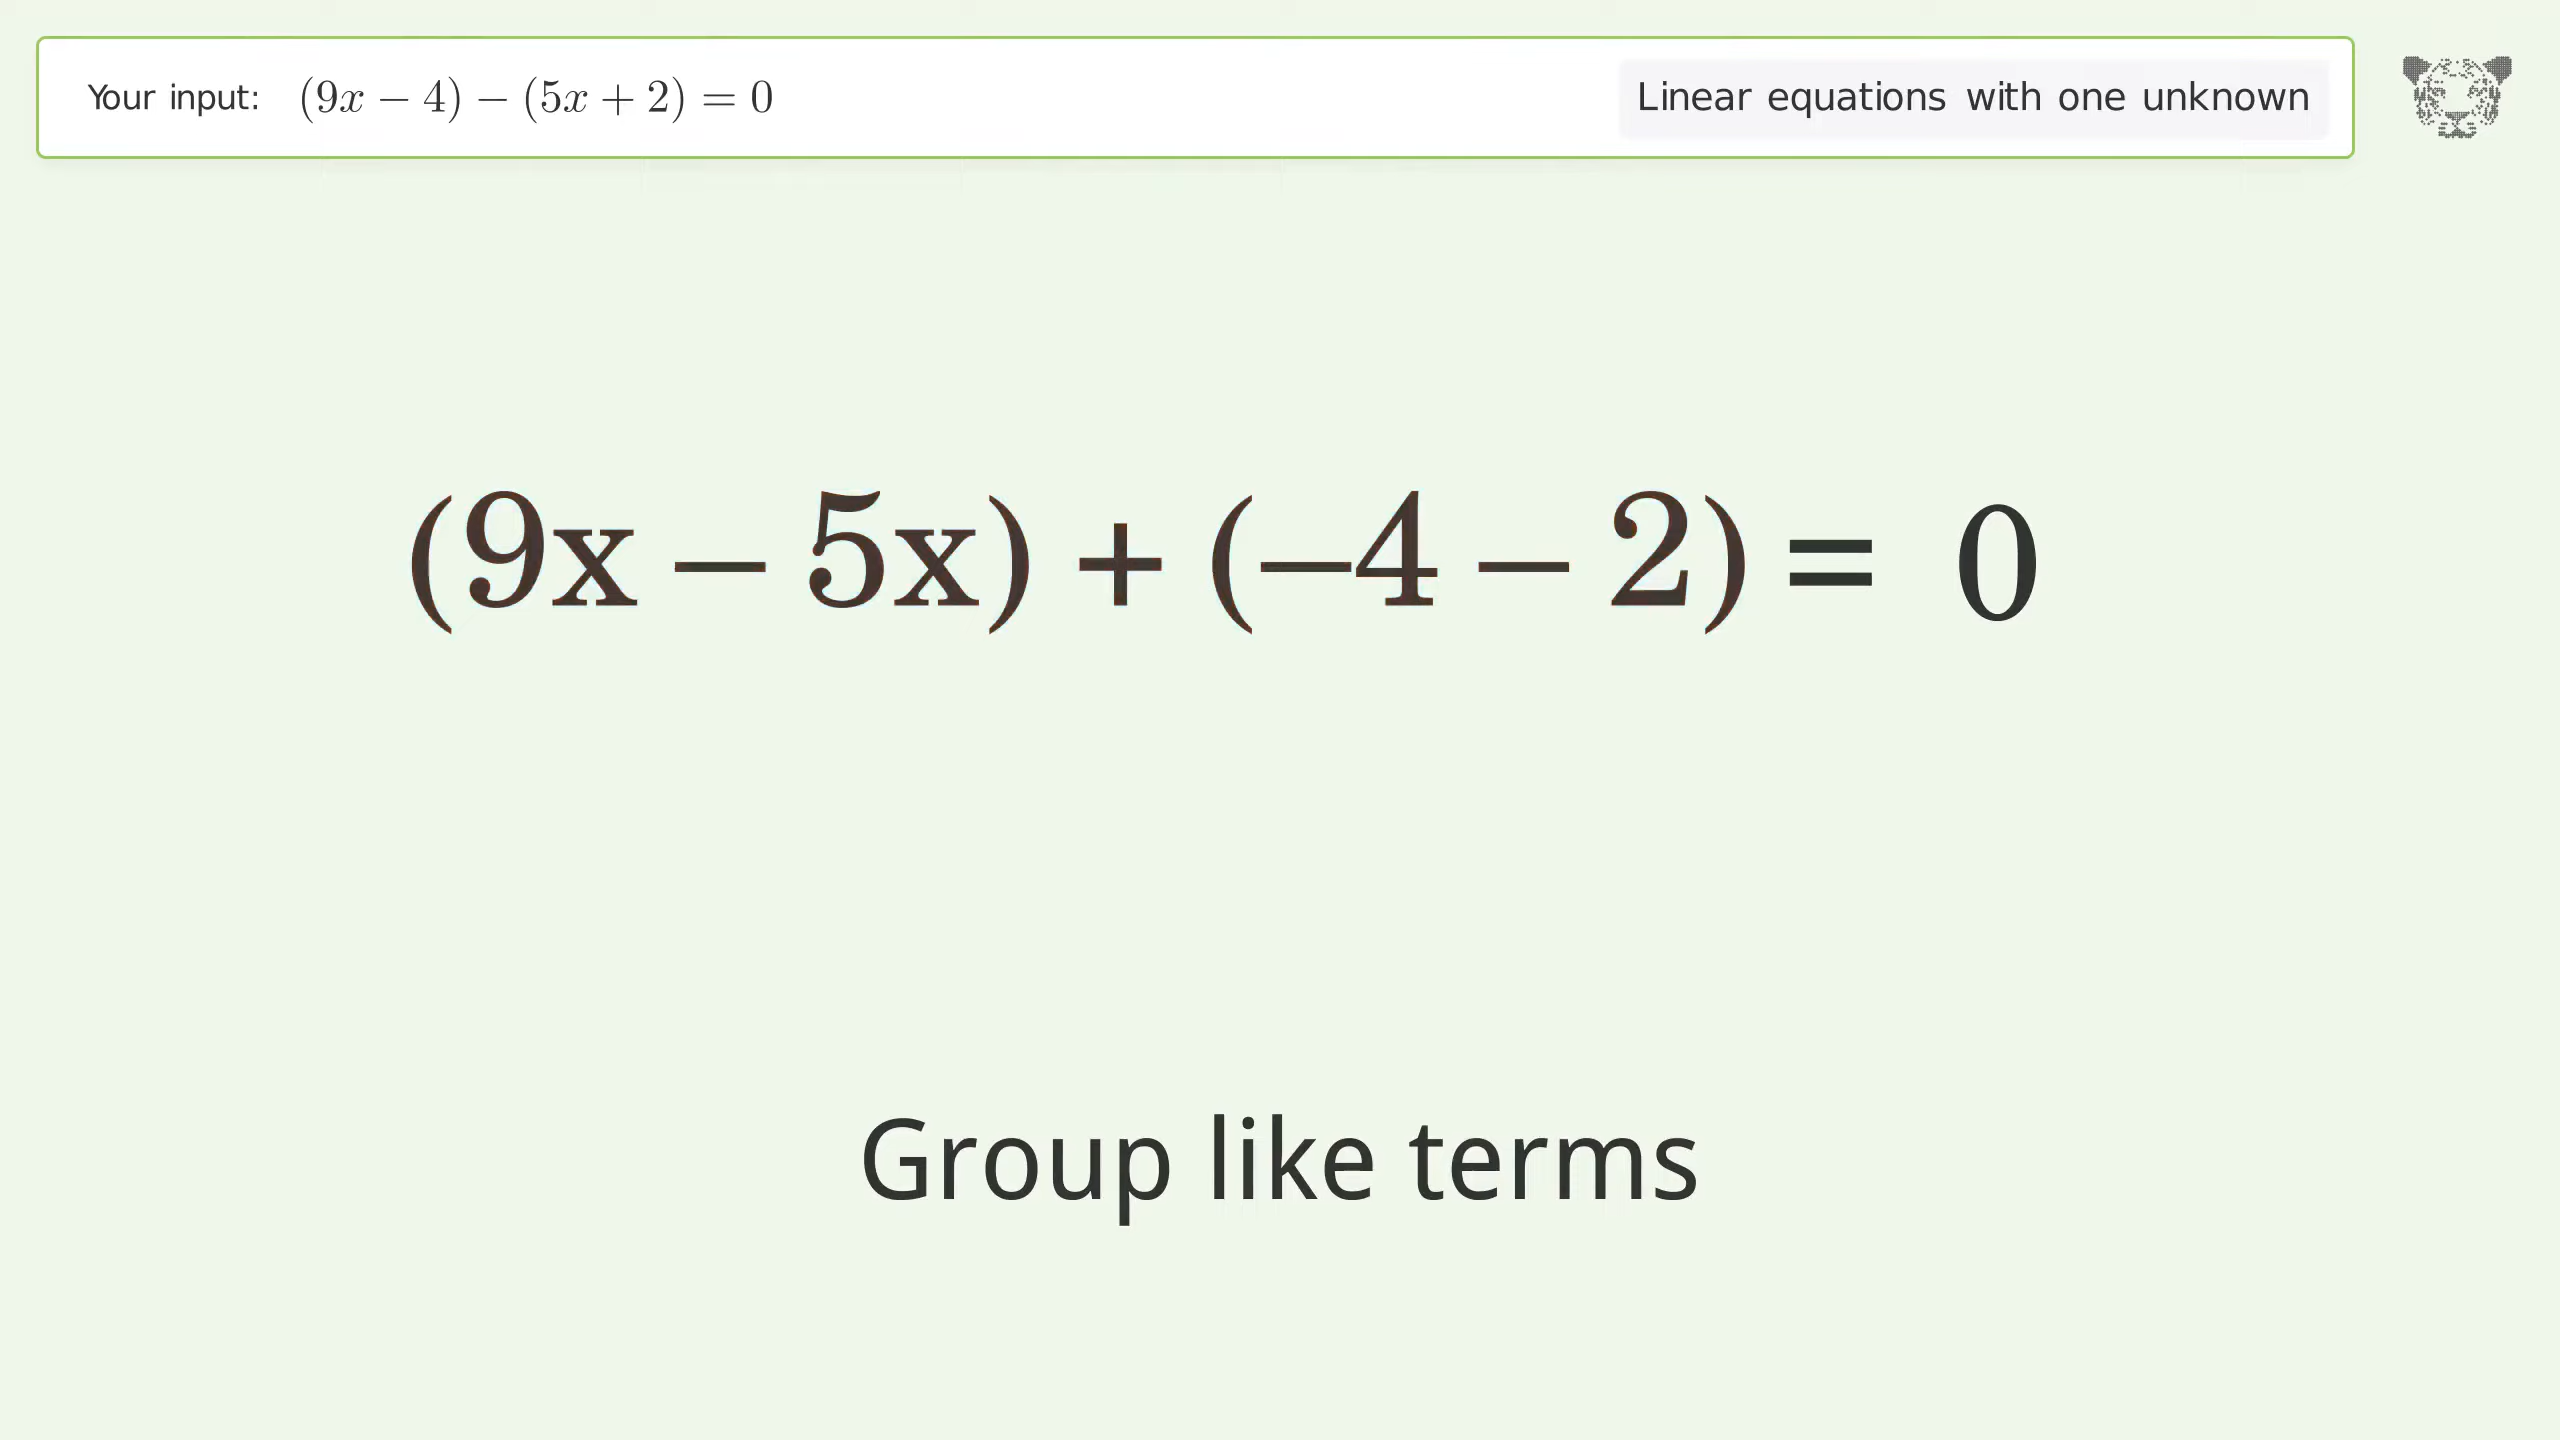 Your input: (9x − 4) − (5x + 2) = 0
Linear equations with one unknown
(9x − 5x) + (−4 − 2) = 0
Group like terms